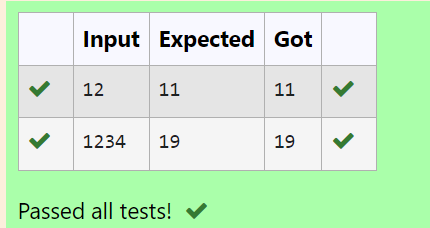 Input Expected Got
12 11 11
1234 19 19
Passed all tests!